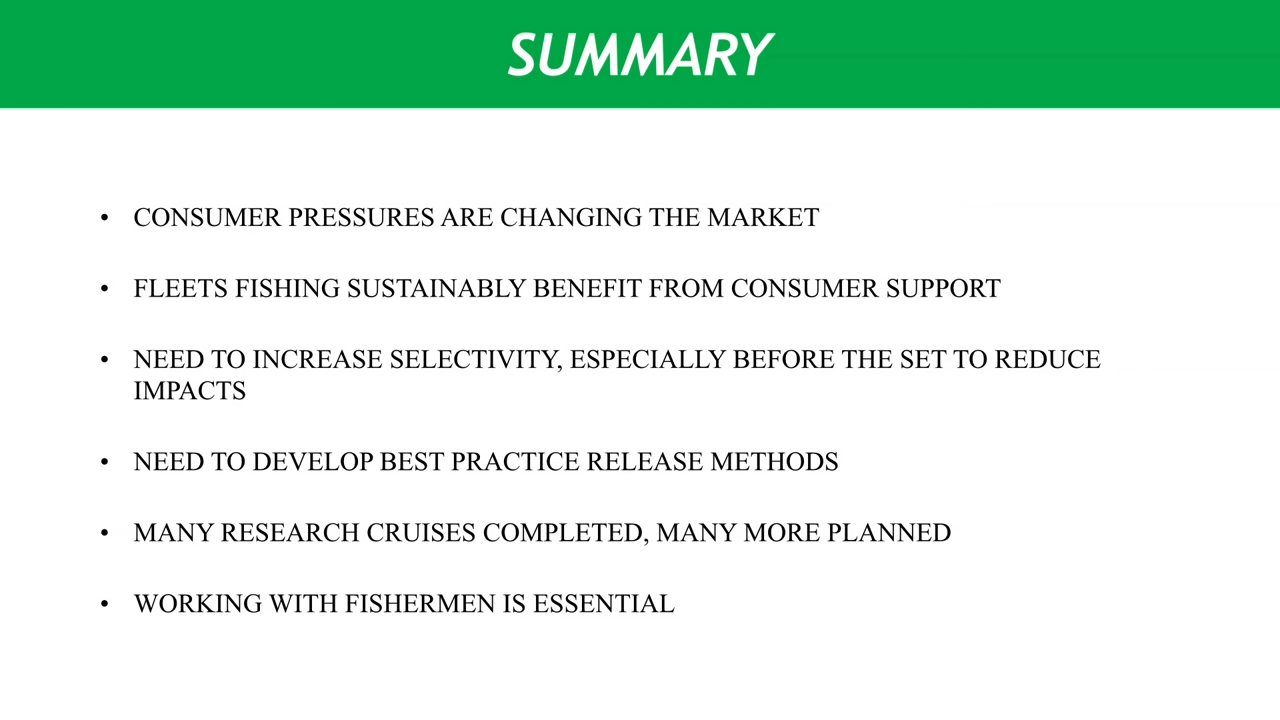 SUMMARY
• CONSUMER PRESSURES ARE CHANGING THE MARKET
• FLEETS FISHING SUSTAINABLY BENEFIT FROM CONSUMER SUPPORT
• NEED TO INCREASE SELECTIVITY, ESPECIALLY BEFORE THE SET TO REDUCE
IMPACTS
• NEED TO DEVELOP BEST PRACTICE RELEASE METHODS
• MANY RESEARCH CRUISES COMPLETED, MANY MORE PLANNED
• WORKING WITH FISHERMEN IS ESSENTIAL